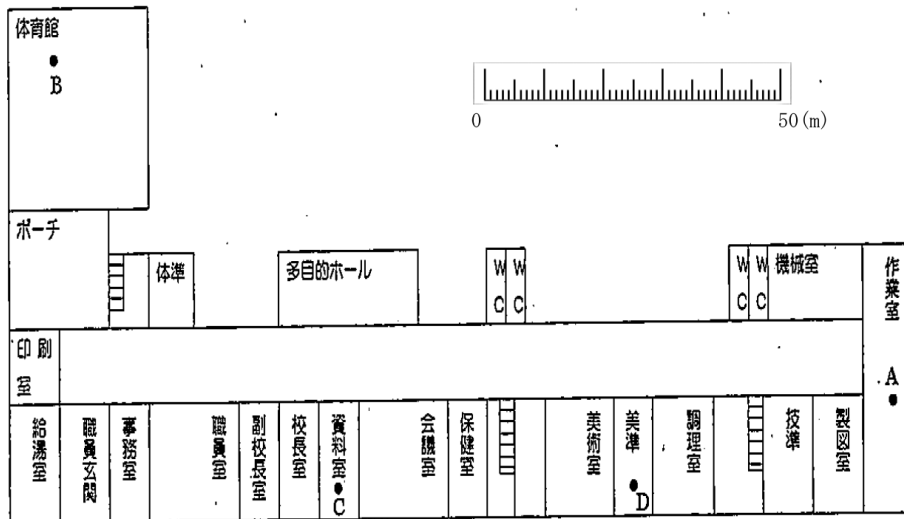 体育館
B
0
50(m)
ポーチ
体準
多目的ホール
WC
WC
WC
WC
機械室
作業室
A
印刷室
給湯室
職員玄関
事務室
職員室
副校長室
校長室
資料室
C
会議室
保健室
美術室
美準
D
調理室
技準
製図室